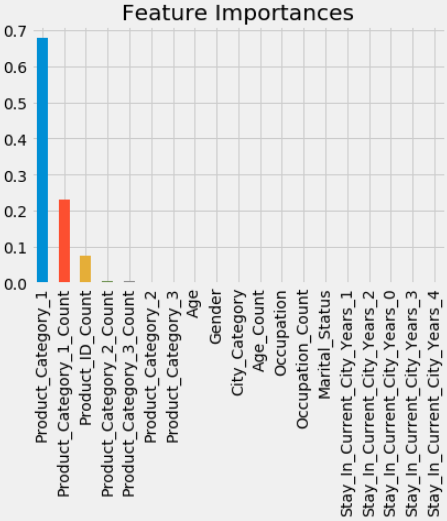 Feature Importances
0.7
0.6
0.5
0.4
0.3
0.2
0.1
0.0
Product_Category_1
Product_Category_1_Count
Product_ID_Count
Product_Category_2_Count
Product_Category_3_Count
Product_Category_2
Product_Category_3
Age
Gender
City_Category
Age_Count
Occupation
Occupation_Count
Marital_Status
Stay_In_Current_City_Years_1
Stay_In_Current_City_Years_2
Stay_In_Current_City_Years_0
Stay_In_Current_City_Years_3
Stay_In_Current_City_Years_4